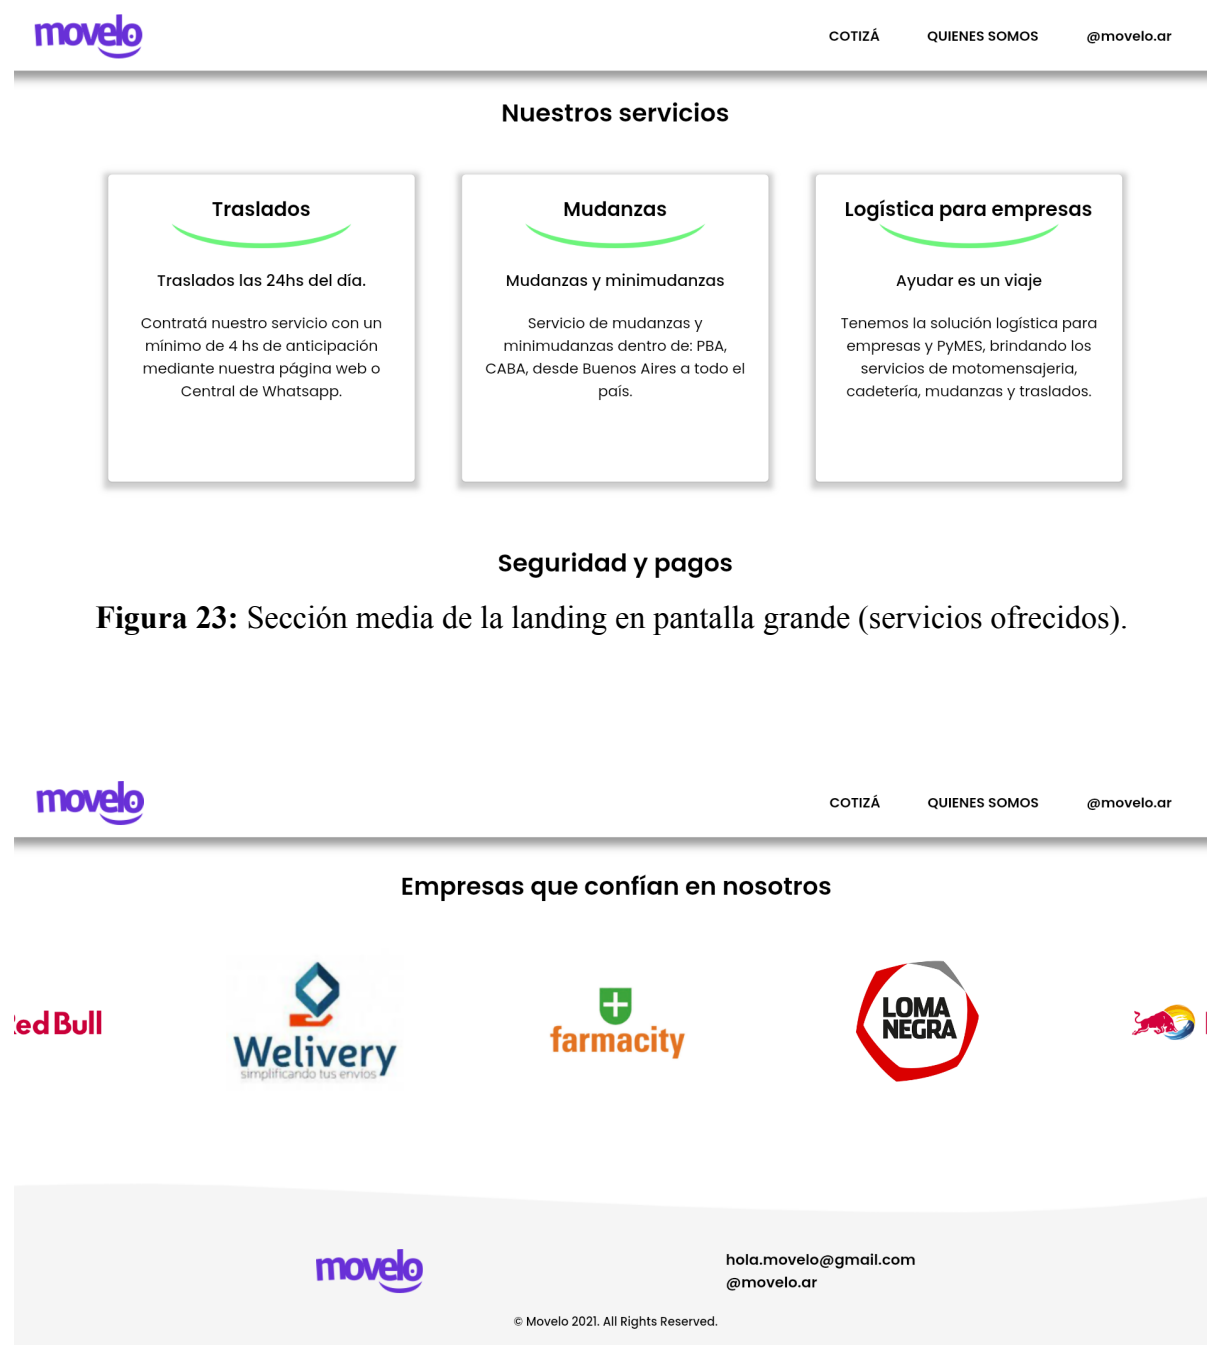 movelo
COTIZÁ QUIENES SOMOS @movelo.ar
Nuestros servicios
Traslados
Traslados las 24hs del día.
Contratá nuestro servicio con un
mínimo de 4 hs de anticipación
mediante nuestra página web o
Central de Whatsapp.
Mudanzas
Mudanzas y minimudanzas
Servicio de mudanzas y
minimudanzas dentro de: PBA,
CABA, desde Buenos Aires a todo el
país.
Logística para empresas
Ayudar es un viaje
Tenemos la solución logística para
empresas y PyMES, brindando los
servicios de motomensajeria,
cadetería, mudanzas y traslados.
Seguridad y pagos
Figura 23: Sección media de la landing en pantalla grande (servicios ofrecidos).
movelo
COTIZÁ QUIENES SOMOS @movelo.ar
Empresas que confían en nosotros
Red Bull
Welivery
simplificando tus envíos
farmacity
LOMA
NEGRA
movelo
hola.movelo@gmail.com
@movelo.ar
© Movelo 2021. All Rights Reserved.